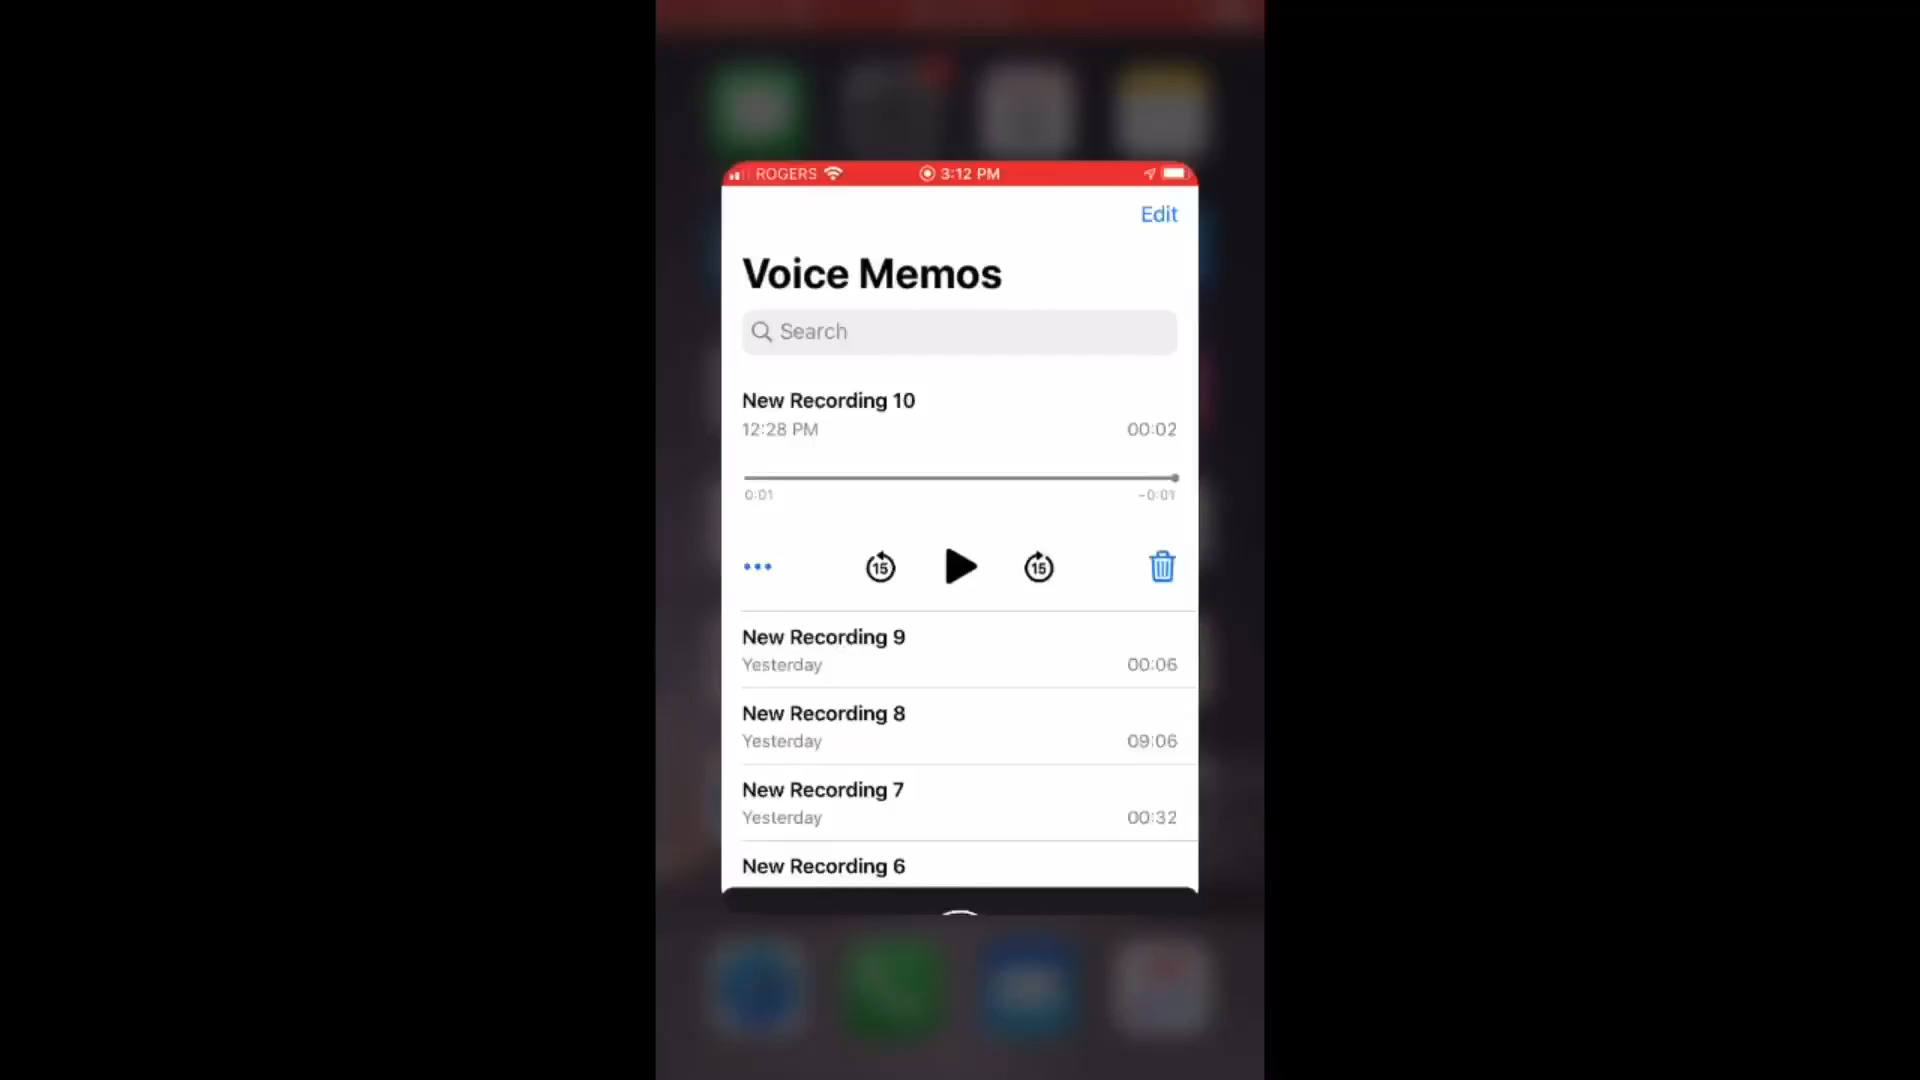 ROGERS 3:12 PM
Edit
Voice Memos
Search
New Recording 10
12:28 PM 00:02
0:01 -0:01
15 15
New Recording 9
Yesterday 00:06
New Recording 8
Yesterday 09:06
New Recording 7
Yesterday 00:32
New Recording 6